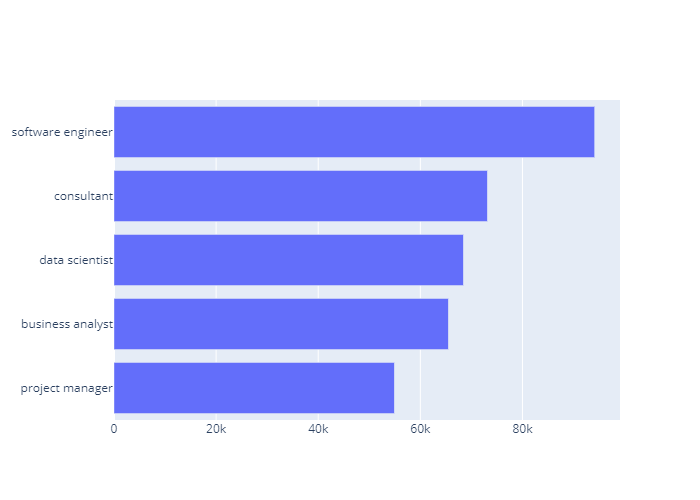 software engineer
consultant
data scientist
business analyst
project manager
0 20k 40k 60k 80k